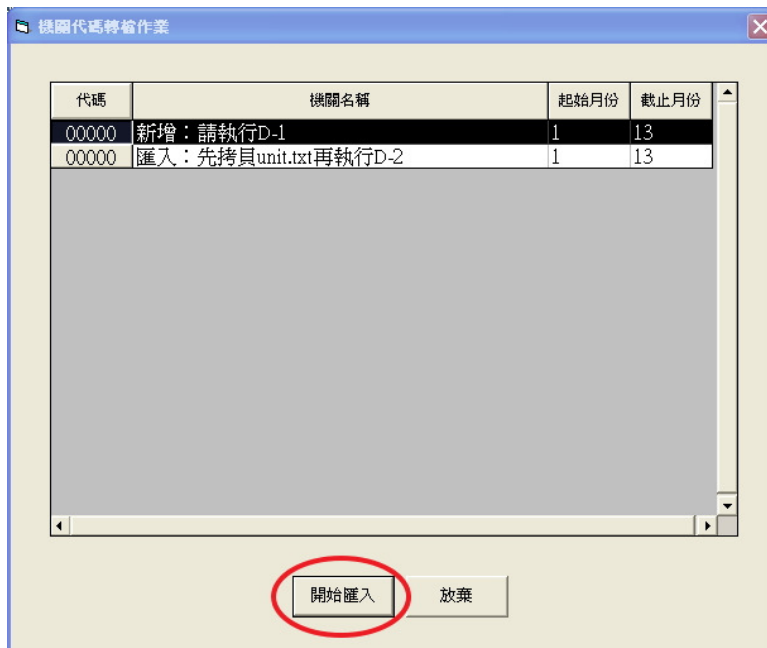 機關代碼轉檔作業
代碼 機關名稱 起始月份 截止月份
00000 新增：請執行D-1 1 13
00000 匯入：先拷貝unit.txt再執行D-2 1 13
開始匯入 放棄